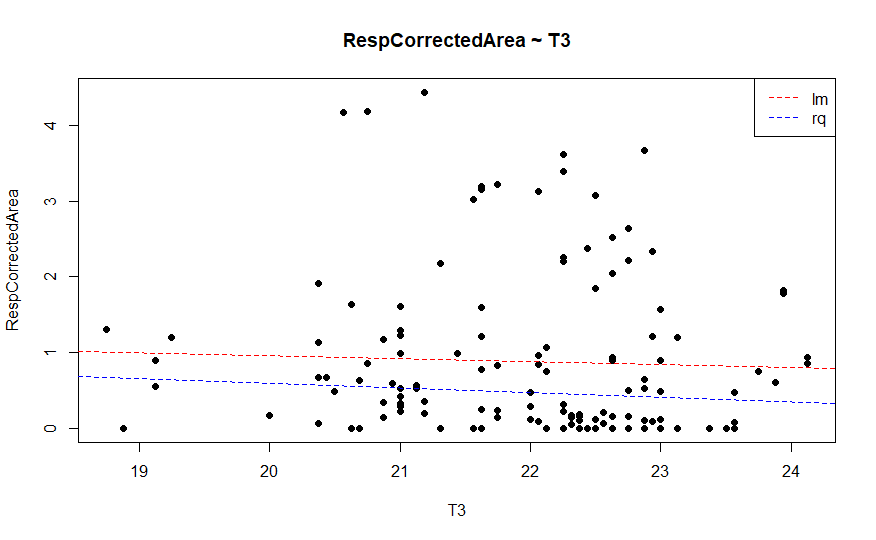 RespCorrectedArea ~ T3
lm
rq
RespCorrectedArea
4
3
2
1
0
19 20 21 22 23 24
T3